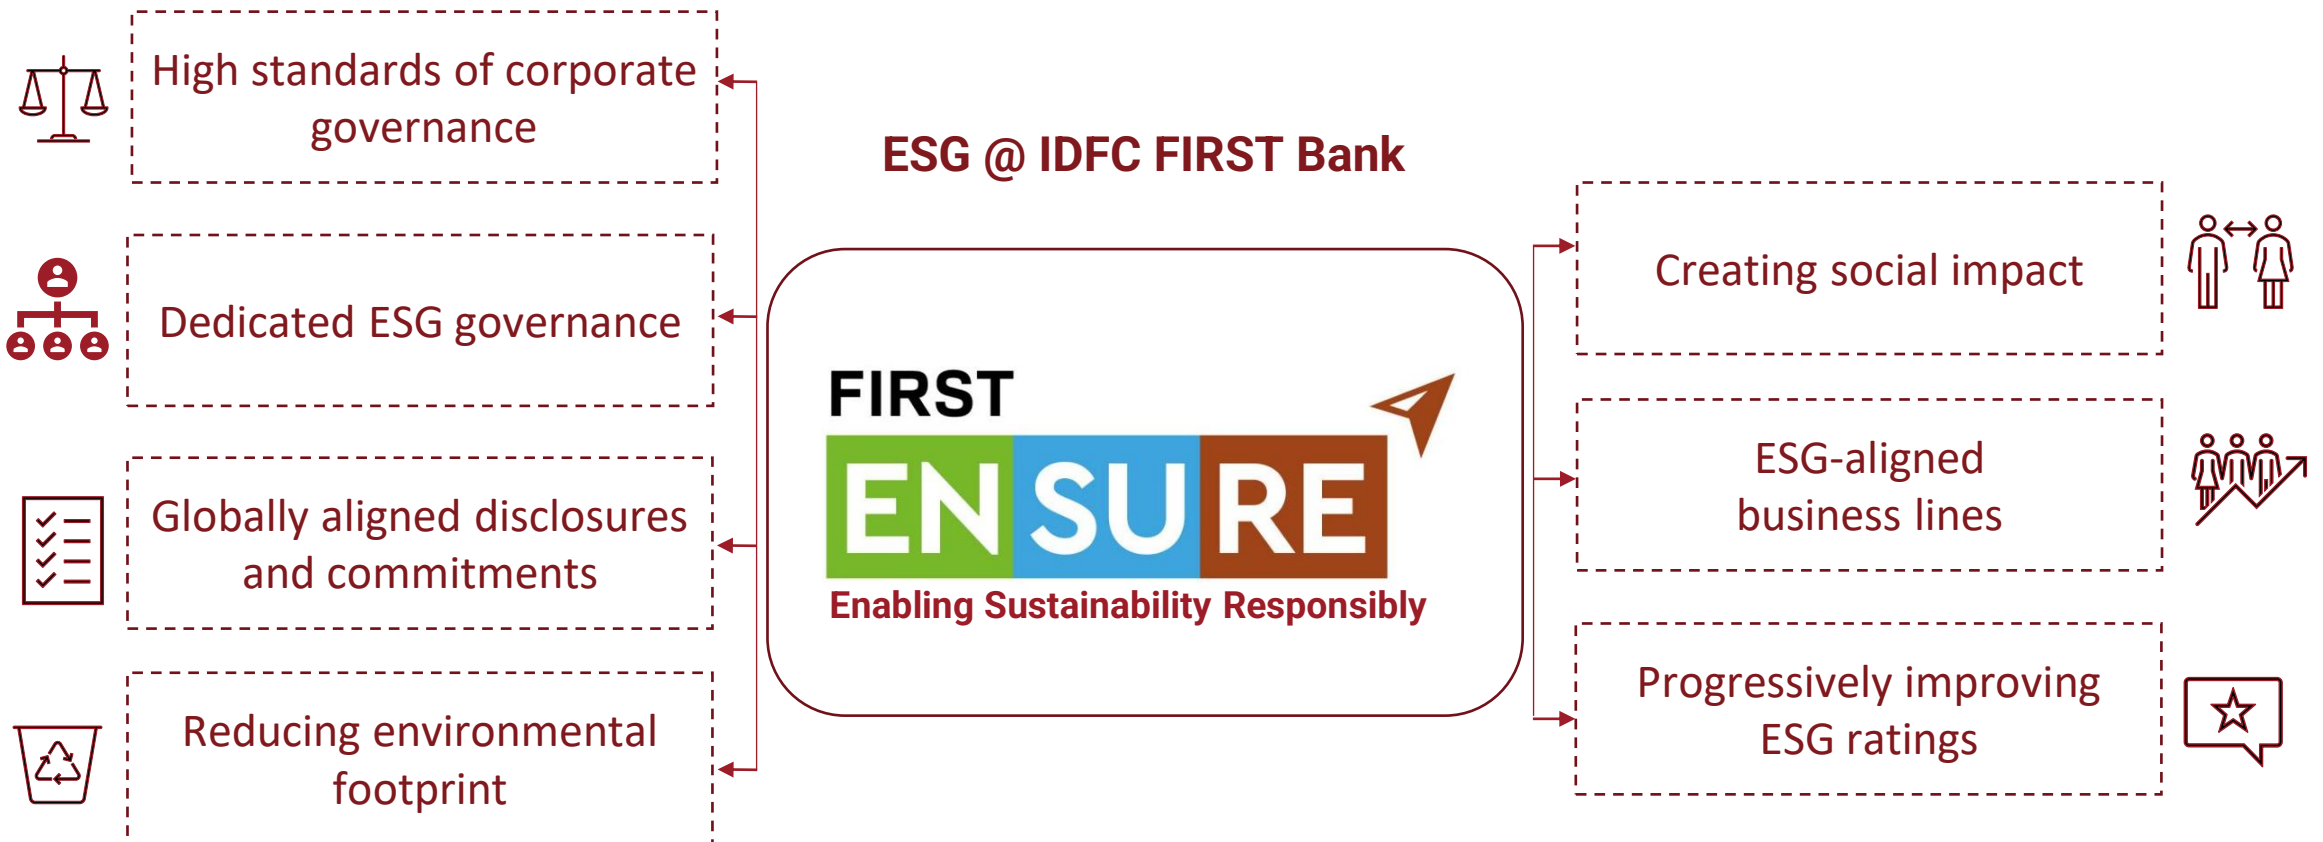 High standards of corporate
governance
Dedicated ESG governance
Globally aligned disclosures
and commitments
Reducing environmental
footprint
ESG @ IDFC FIRST Bank
FIRST
ENSURE
Enabling Sustainability Responsibly
Creating social impact
ESG-aligned
business lines
Progressively improving
ESG ratings